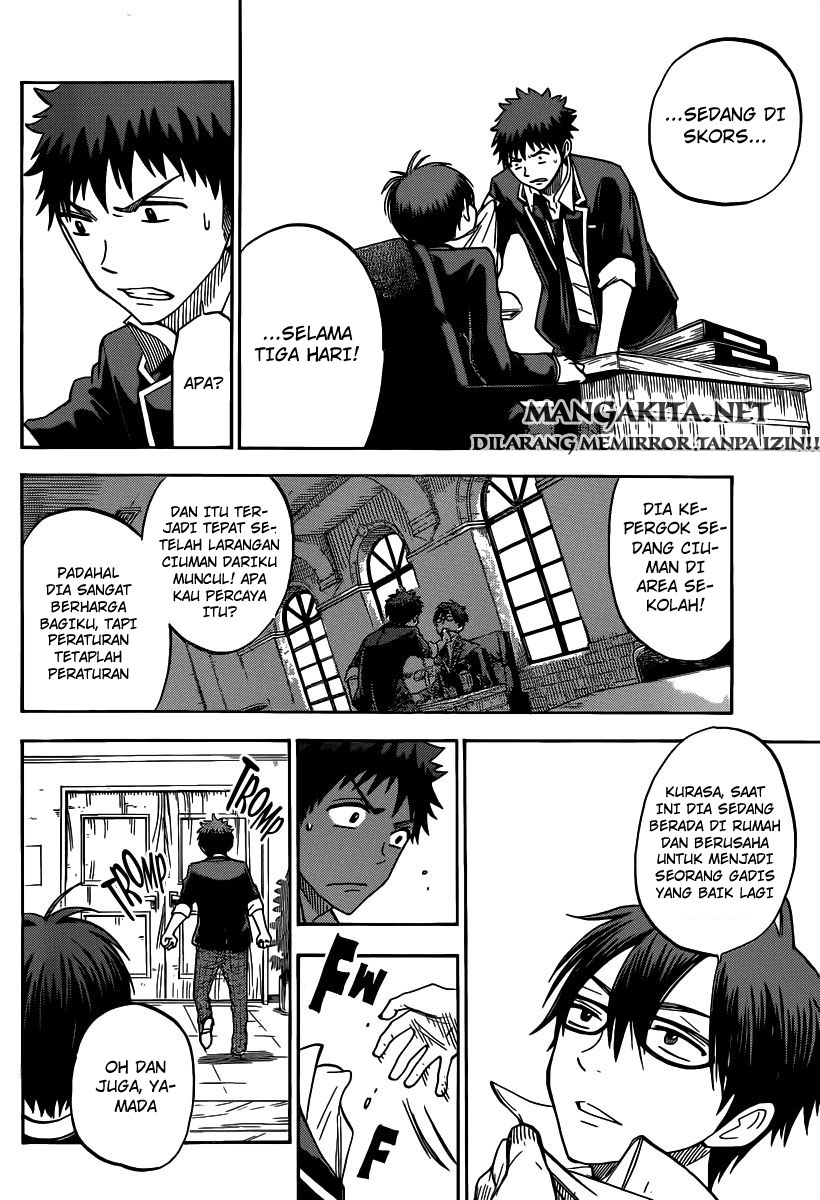 ...SEDANG DI
SKORS...
...SELAMA
TIGA HARI!
APA?
MANGAKITA.NET
DILARANG MEMIRROR TANPA IZIN!!
DIA KE-
PERGOK SE-
DANG CIU-
MAN DI
AREA SE-
KOLAH!
DAN ITU TER-
JADI TEPAT SE-
TELAH LARANGAN
CIUMAN DARIKU
MUNCUL! APA
KAU PERCAYA
ITU?
PADAHAL
DIA SANGAT
BERHARGA
BAGIKU, TAPI
PERATURAN
TETAPLAH
PERATURAN
KURASA, SAAT
INI DIA SEDANG
BERADA DI RUMAH
DAN BERUSAHA
UNTUK MENJADI
SEORANG GADIS
YANG BAIK LAGI
FW
F
TROMP
TROMP
OH DAN
JUGA, YA-
MADA